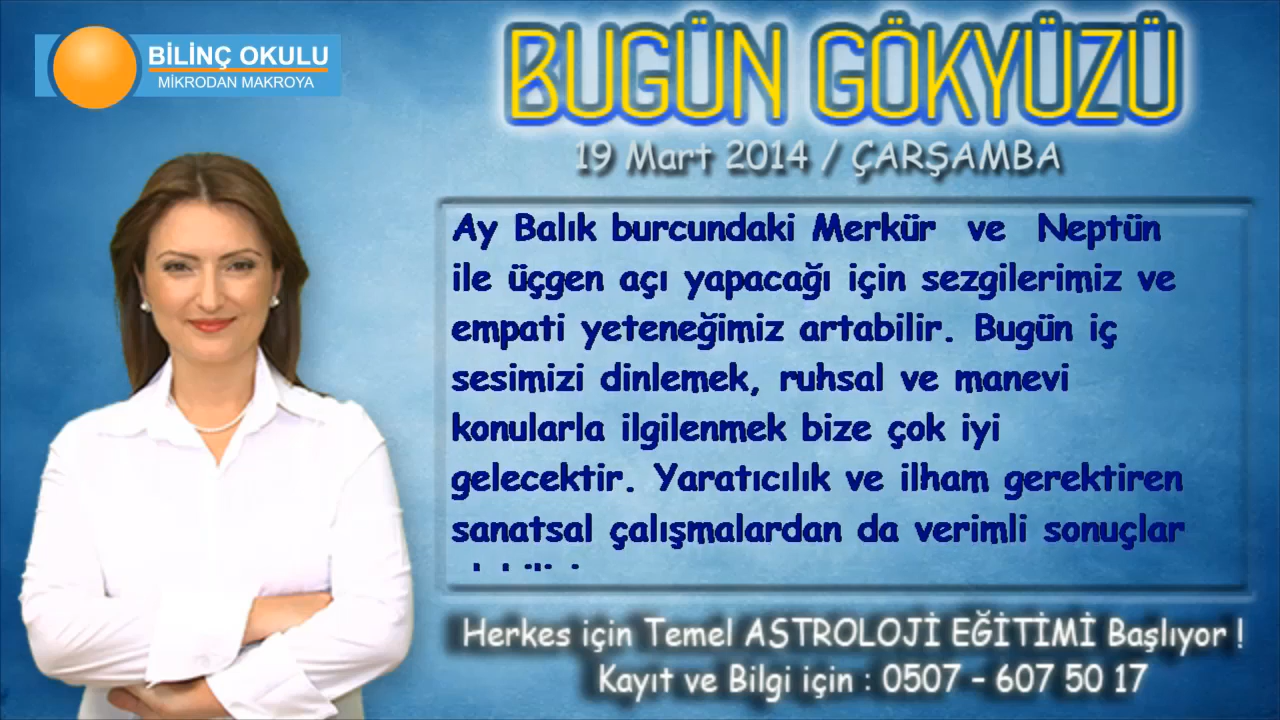 BİLİNÇ OKULU
MİKRODAN MAKROYA
BUGÜN GÖKYÜZÜ
19 Mart 2014 / ÇARŞAMBA
Ay Balık burcundaki Merkür ve Neptün
ile üçgen açı yapacağı için sezgilerimiz ve
empati yeteneğimiz artabilir. Bugün iç
sesimizi dinlemek, ruhsal ve manevi
konularla ilgilenmek bize çok iyi
gelecektir. Yaratıcılık ve ilham gerektiren
sanatsal çalışmalardan da verimli sonuçlar
Herkes için Temel ASTROLOJİ EĞİTİMİ Başlıyor !
Kayıt ve Bilgi için : 0507 - 607 50 17